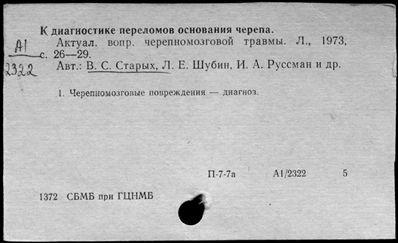 К диагностике переломов основания черепа.
Актуал. вопр. черепномозговой травмы. Л., 1973,
А1 с. 26—29.
2322
Авт.: В. С. Старых, Л. Е. Шубин, И. А. Руссман и др.
1. Черепномозговые повреждения — диагноз.
П-7-7а А1/2322 5
1372 СБМБ при ГЦНМБ